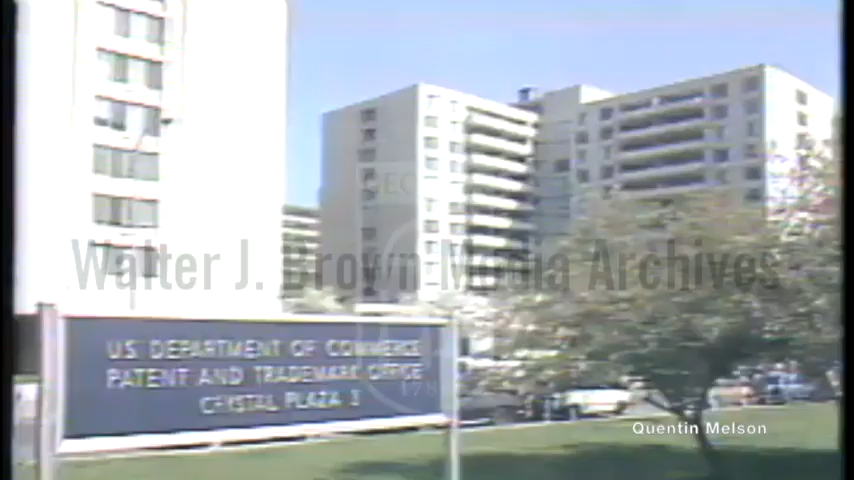 Walter J. Brown Media Archives
U.S. DEPARTMENT OF COMMERCE
PATENT AND TRADEMARK OFFICE
CRYSTAL PLAZA 3
Quentin Melson